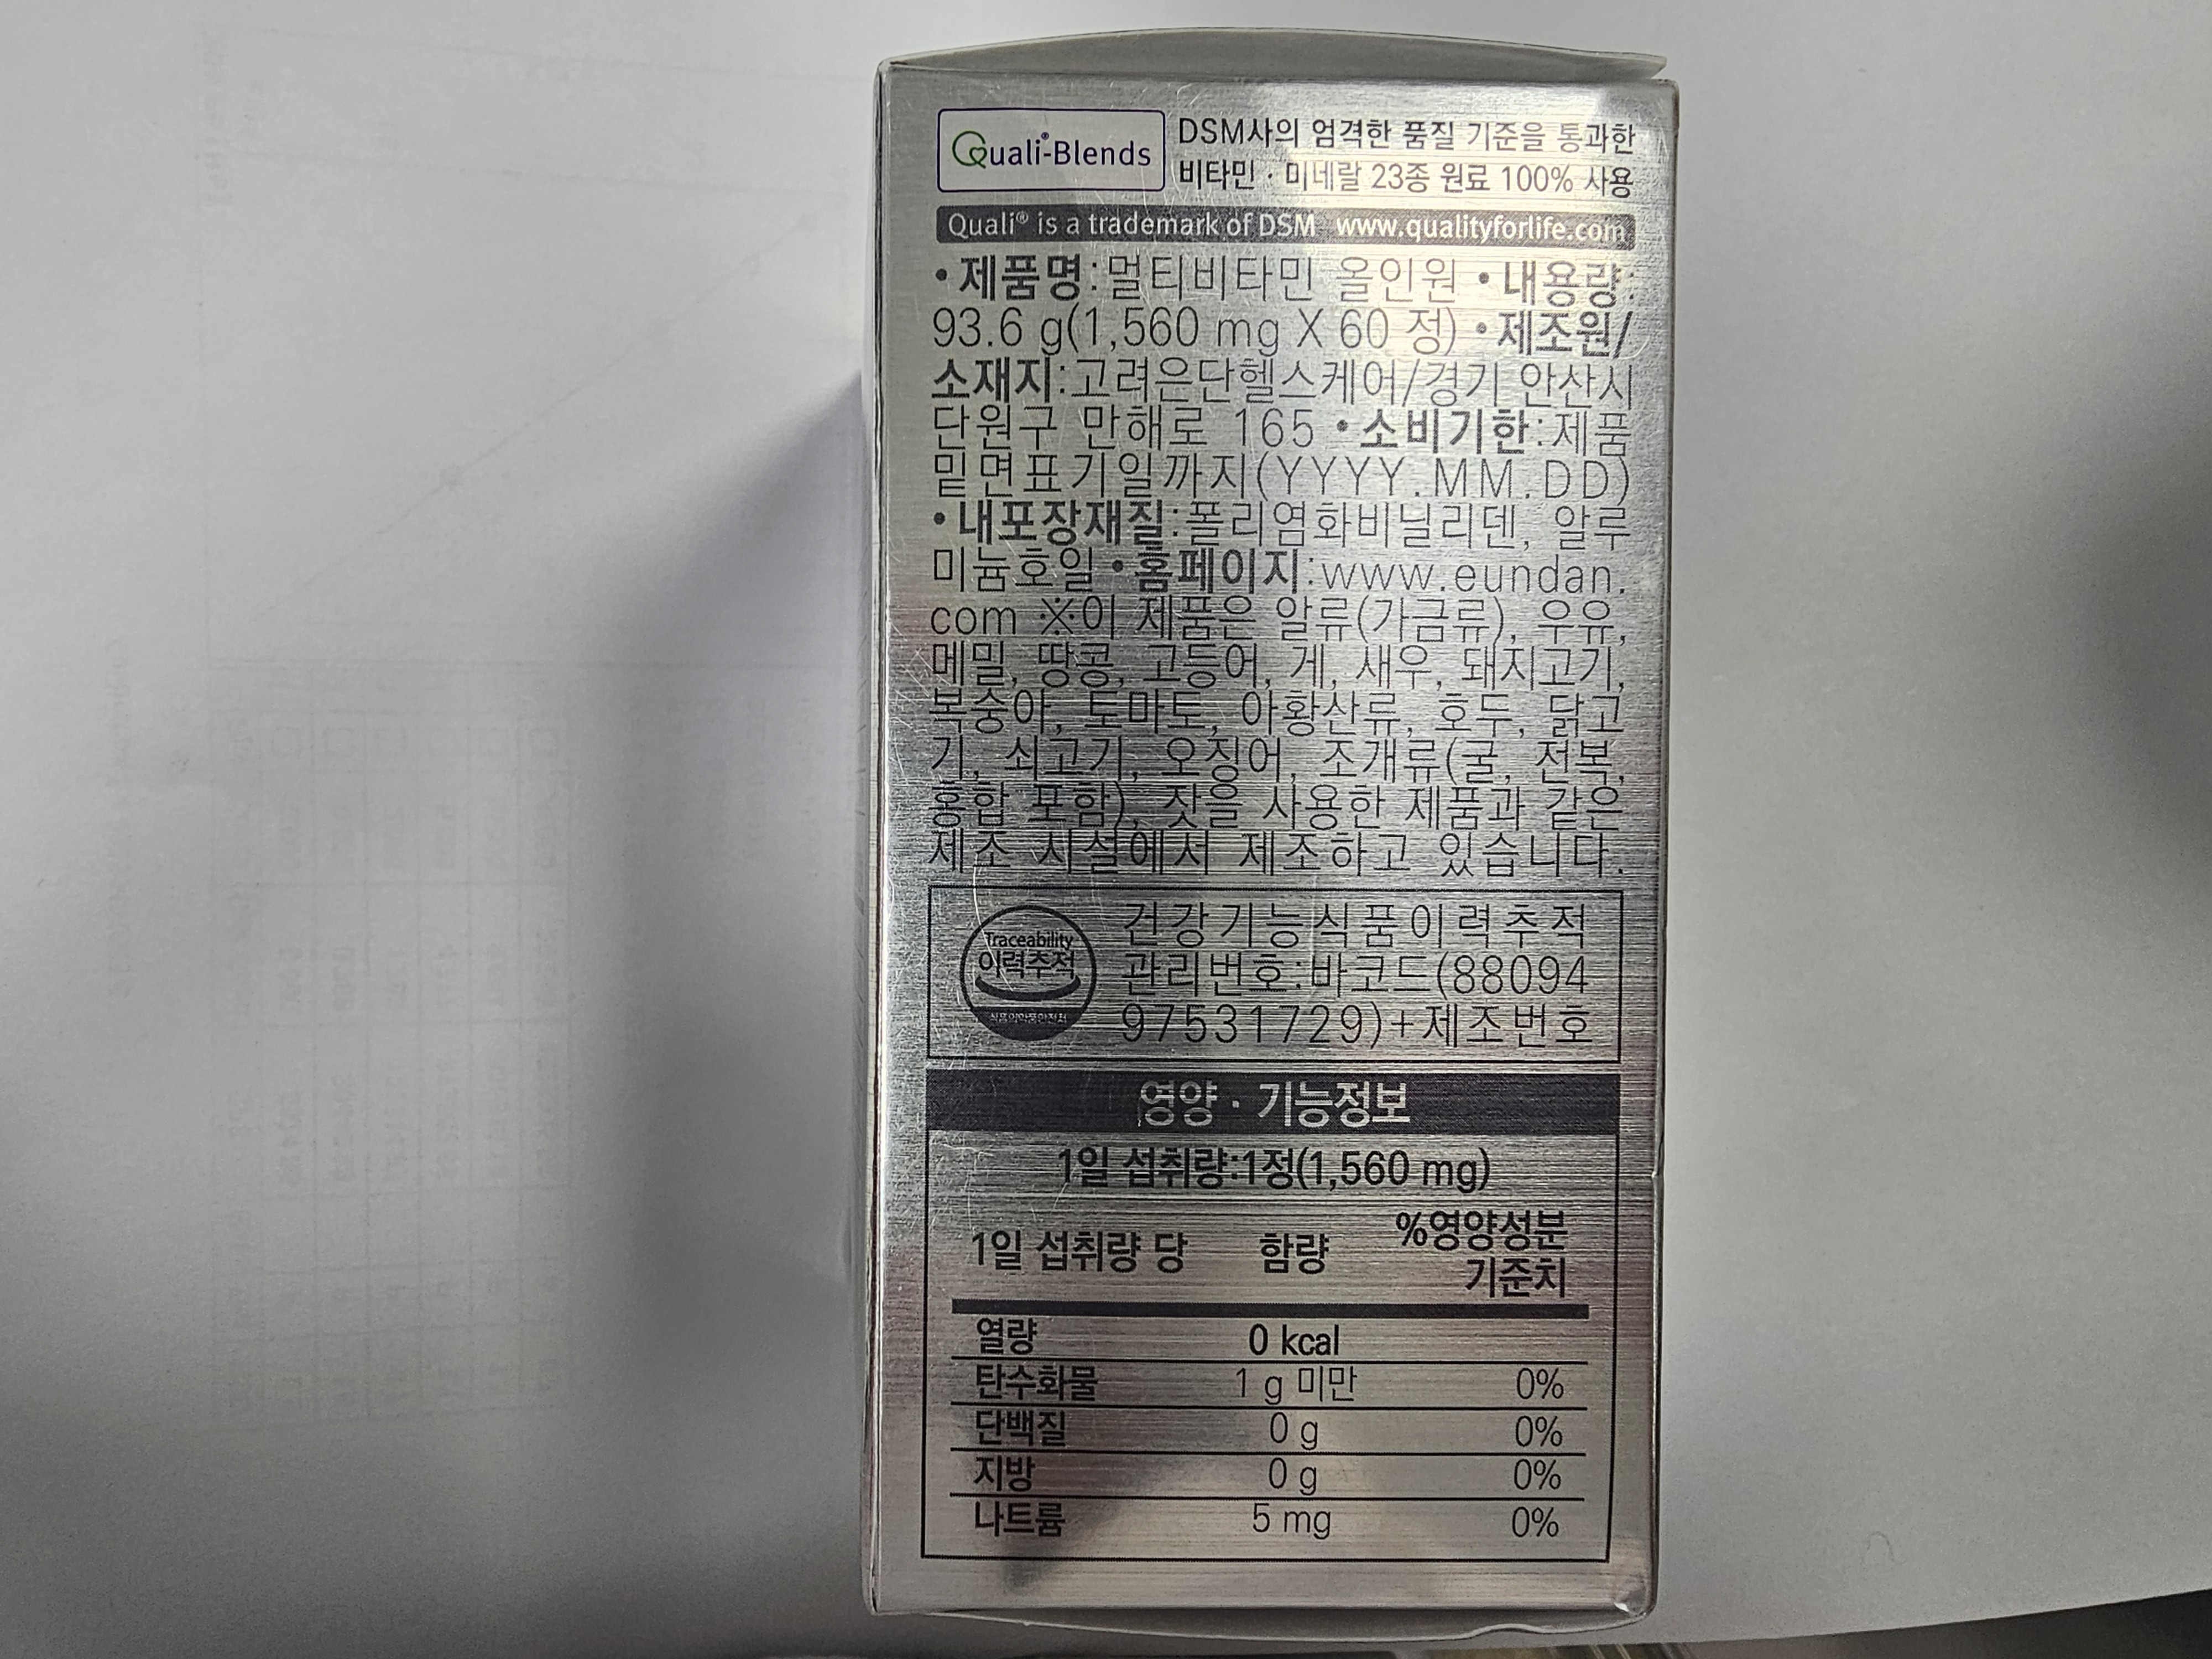 Quali®-Blends
DSM사의 엄격한 품질 기준을 통과한
비타민 · 미네랄 23종 원료 100% 사용
Quali® is a trademark of DSM www.qualityforlife.com
• 제품명:멀티비타민 올인원 • 내용량:
93.6 g(1,560 mg X 60 정) • 제조원/
소재지:고려은단헬스케어/경기 안산시
단원구 만해로 165 • 소비기한:제품
밑면표기일까지(YYYY.MM.DD)
• 내포장재질:폴리염화비닐리덴, 알루
미늄호일 • 홈페이지:www.eundan.
com ※이 제품은 알류(가금류), 우유,
메밀, 땅콩, 고등어, 게, 새우, 돼지고기,
복숭아, 토마토, 아황산류, 호두, 닭고
기, 쇠고기, 오징어, 조개류(굴, 전복,
홍합 포함), 잣을 사용한 제품과 같은
제조 시설에서 제조하고 있습니다.
Traceability
이력추적
식품의약품안전처
건강기능식품이력추적
관리번호:바코드(88094
97531729)+제조번호
영양 · 기능정보
1일 섭취량:1정(1,560 mg)
1일 섭취량 당 함량 %영양성분
기준치
열량 0 kcal
탄수화물 1 g 미만 0%
단백질 0 g 0%
지방 0 g 0%
나트륨 5 mg 0%